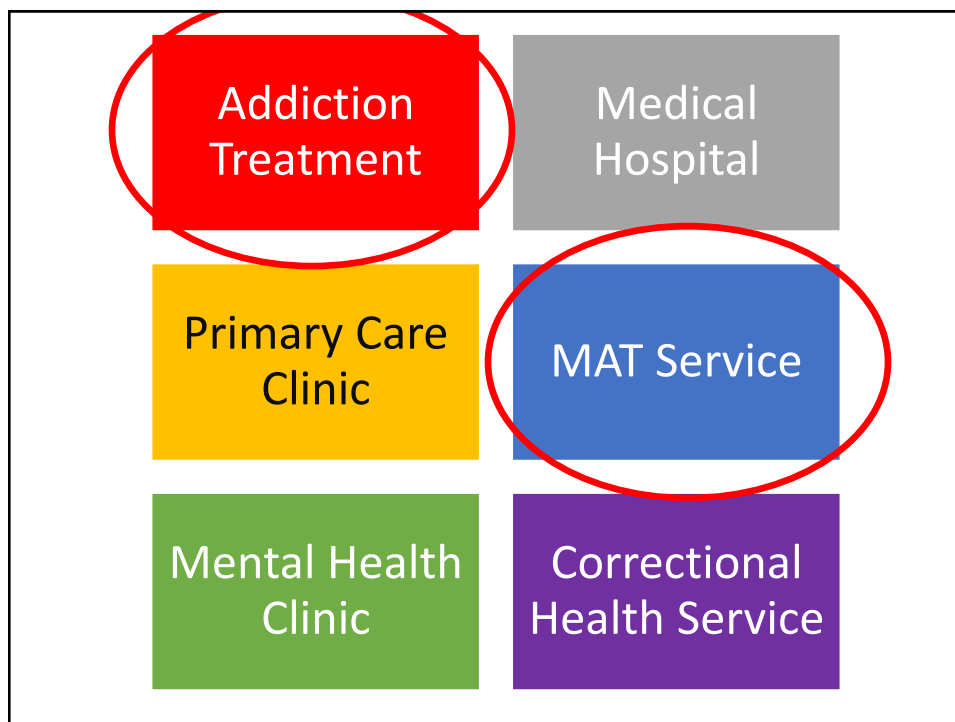 Addiction
Treatment
Medical
Hospital
Primary Care
Clinic
MAT Service
Mental Health
Clinic
Correctional
Health Service